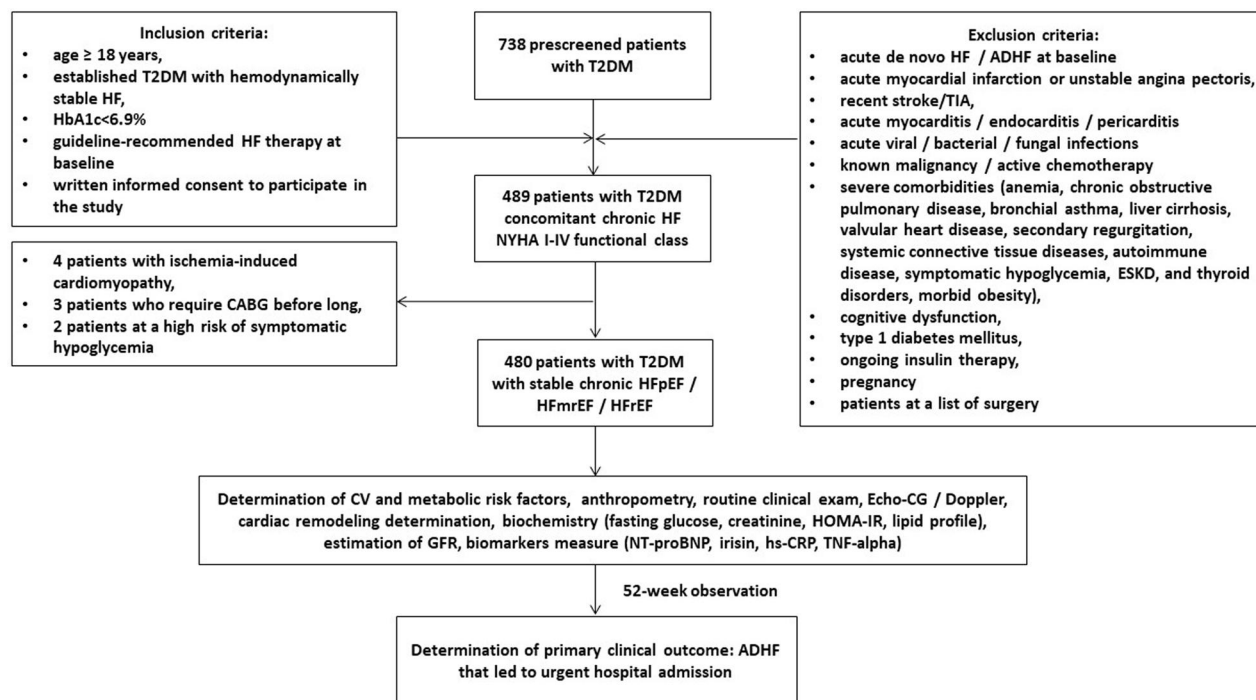 Inclusion criteria:
• age ≥ 18 years,
• established T2DM with hemodynamically
stable HF,
• HbA1c<6.9%
• guideline-recommended HF therapy at
baseline
• written informed consent to participate in
the study
738 prescreened patients
with T2DM
Exclusion criteria:
• acute de novo HF / ADHF at baseline
• acute myocardial infarction or unstable angina pectoris,
• recent stroke/TIA,
• acute myocarditis / endocarditis / pericarditis
• acute viral / bacterial / fungal infections
• known malignancy / active chemotherapy
• severe comorbidities (anemia, chronic obstructive
pulmonary disease, bronchial asthma, liver cirrhosis,
valvular heart disease, secondary regurgitation,
systemic connective tissue diseases, autoimmune
disease, symptomatic hypoglycemia, ESKD, and thyroid
disorders, morbid obesity),
• cognitive dysfunction,
• type 1 diabetes mellitus,
• ongoing insulin therapy,
• pregnancy
• patients at a list of surgery
489 patients with T2DM
concomitant chronic HF
NYHA I-IV functional class
• 4 patients with ischemia-induced
cardiomyopathy,
• 3 patients who require CABG before long,
• 2 patients at a high risk of symptomatic
hypoglycemia
480 patients with T2DM
with stable chronic HFpEF /
HFmrEF / HFrEF
Determination of CV and metabolic risk factors, anthropometry, routine clinical exam, Echo-CG / Doppler,
cardiac remodeling determination, biochemistry (fasting glucose, creatinine, HOMA-IR, lipid profile),
estimation of GFR, biomarkers measure (NT-proBNP, irisin, hs-CRP, TNF-alpha)
52-week observation
Determination of primary clinical outcome: ADHF
that led to urgent hospital admission